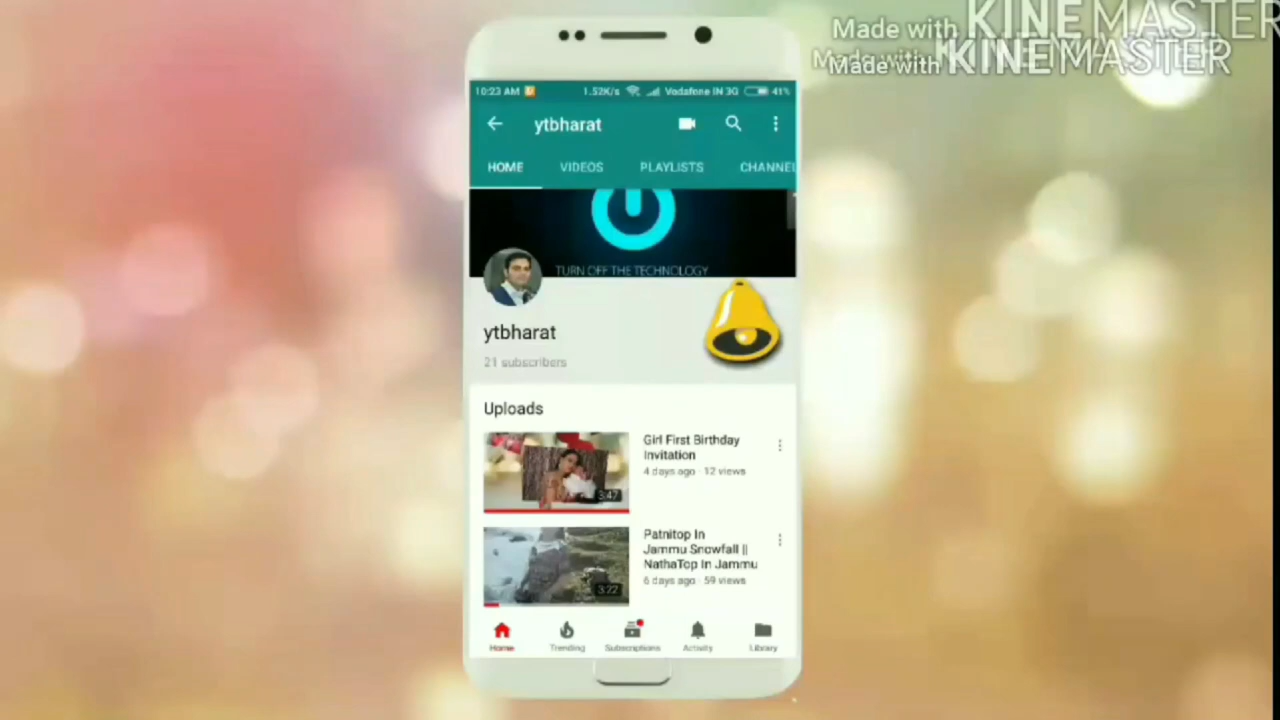 Made with KINEMASTER
Made with KINEMASTER
10:23 AM 1.52K/s Vodafone IN 3G 41%
ytbharat
HOME VIDEOS PLAYLISTS CHANNEL
TURN OFF THE TECHNOLOGY
ytbharat
21 subscribers
Uploads
Girl First Birthday
Invitation
4 days ago · 12 views
3:47
Patnitop In
Jammu Snowfall ||
NathaTop In Jammu
6 days ago · 59 views
3:22
Home Trending Subscriptions Activity Library